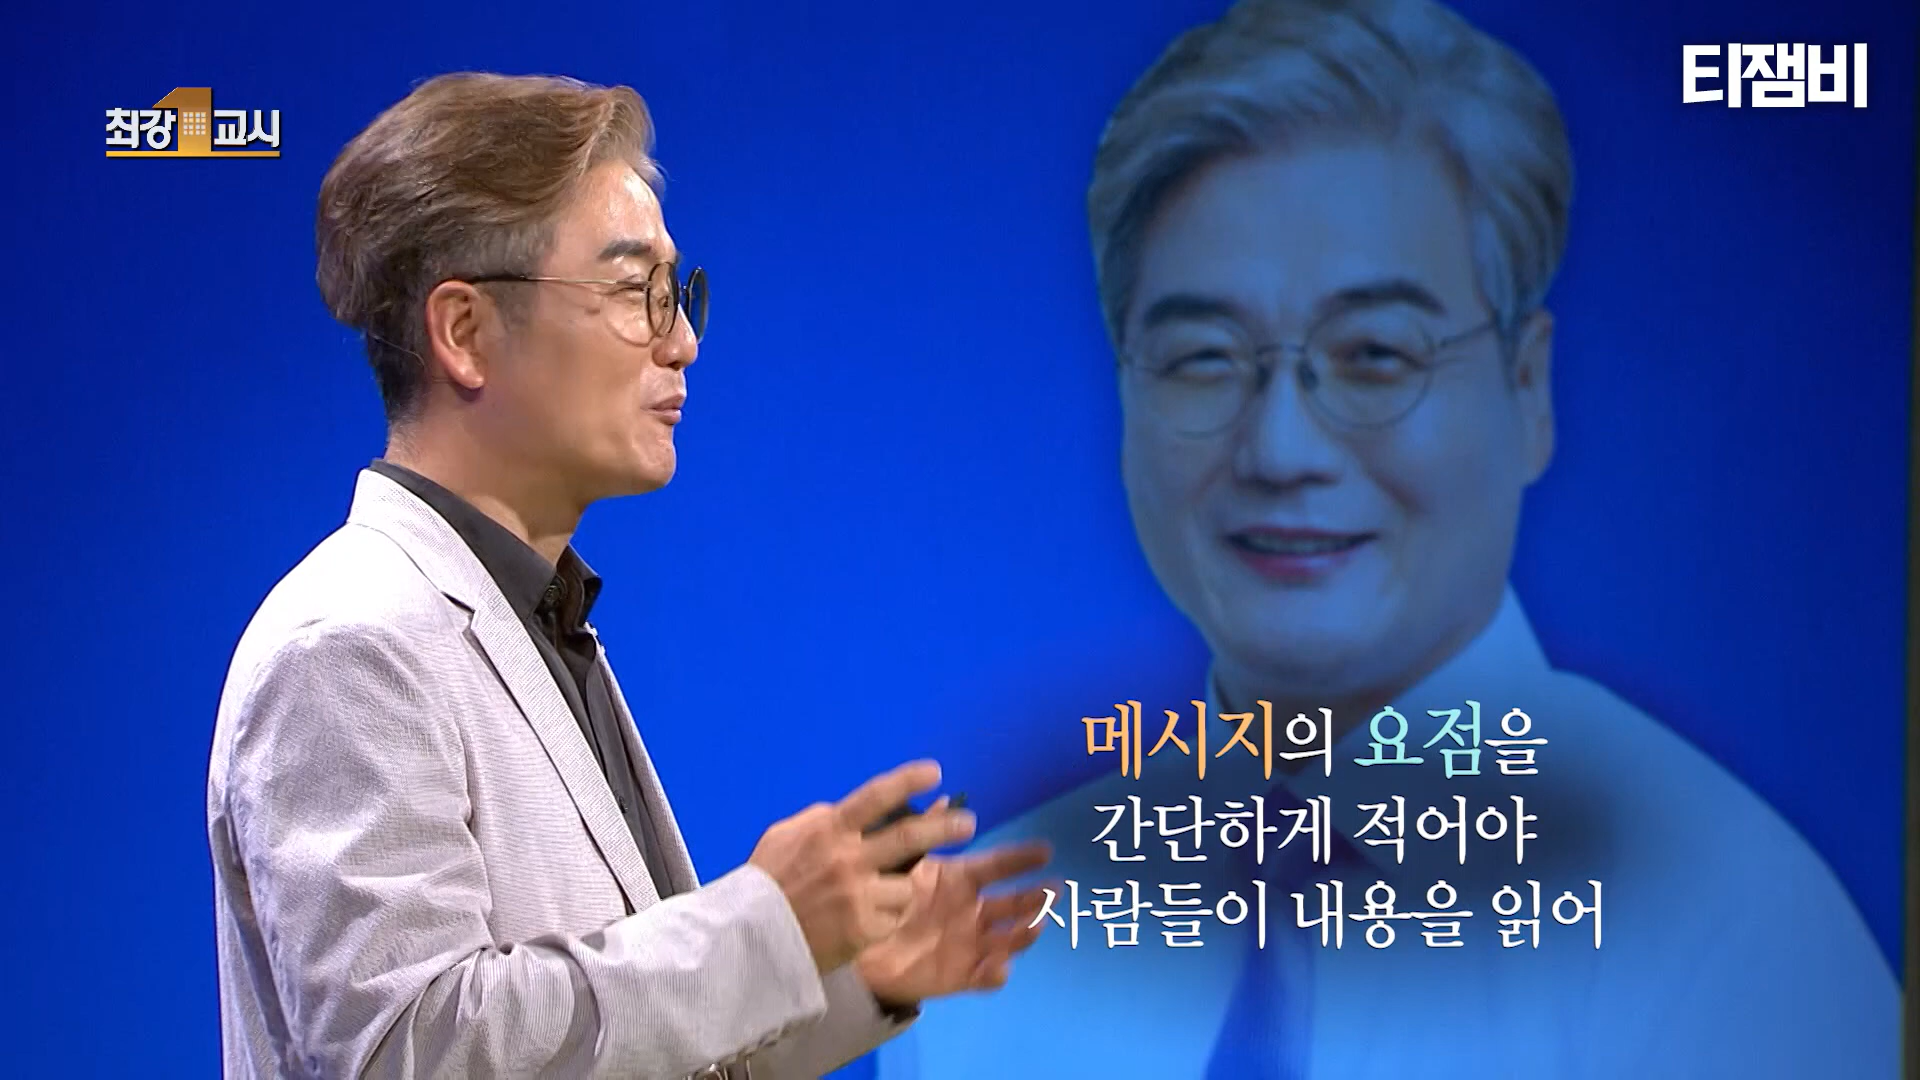 최강1교시
티잼비
메시지의 요점을
간단하게 적어야
사람들이 내용을 읽어